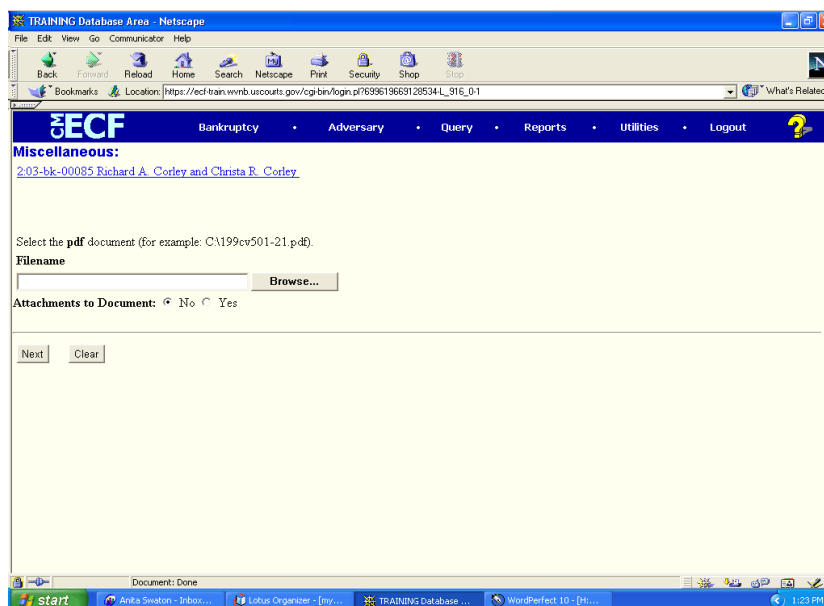 TRAINING Database Area - Netscape
File Edit View Go Communicator Help
Back Forward Reload Home Search Netscape Print Security Shop Stop
Bookmarks Location: https://ecf-train.wvnb.uscourts.gov/cgi-bin/login.pl?699619669128534-L_916_0-1 What's Related
CM ECF Bankruptcy • Adversary • Query • Reports • Utilities • Logout ?
Miscellaneous:
2:03-bk-00085 Richard A. Corley and Christa R. Corley
Select the pdf document (for example: C:\199cv501-21.pdf).
Filename
Browse...
Attachments to Document: No Yes
Next Clear
Document: Done
start Anita Swaton - Inbox... Lotus Organizer - [my... TRAINING Database ... WordPerfect 10 - [H:... 1:23 PM